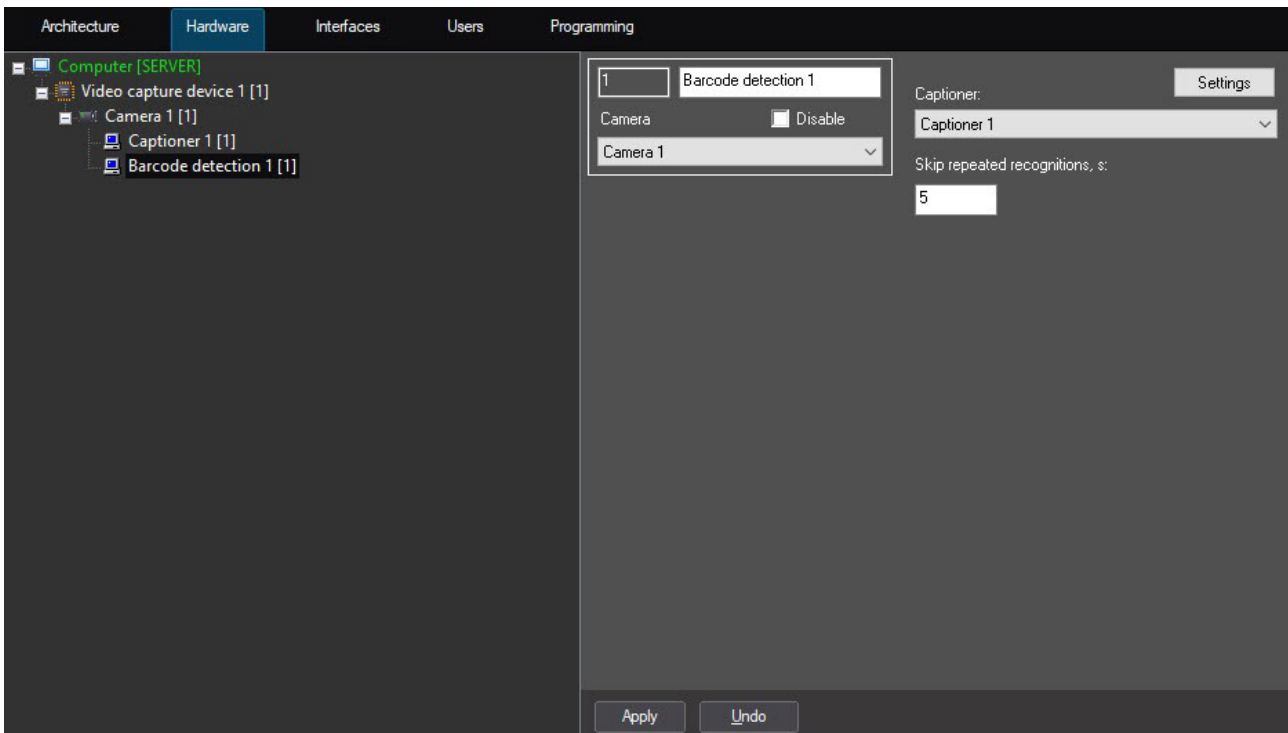 Architecture Hardware Interfaces Users Programming
Computer [SERVER]
Video capture device 1 [1]
Camera 1 [1]
Captioner 1 [1]
Barcode detection 1 [1]
1 Barcode detection 1
Camera Disable
Camera 1
Settings
Captioner:
Captioner 1
Skip repeated recognitions, s:
5
Apply Undo